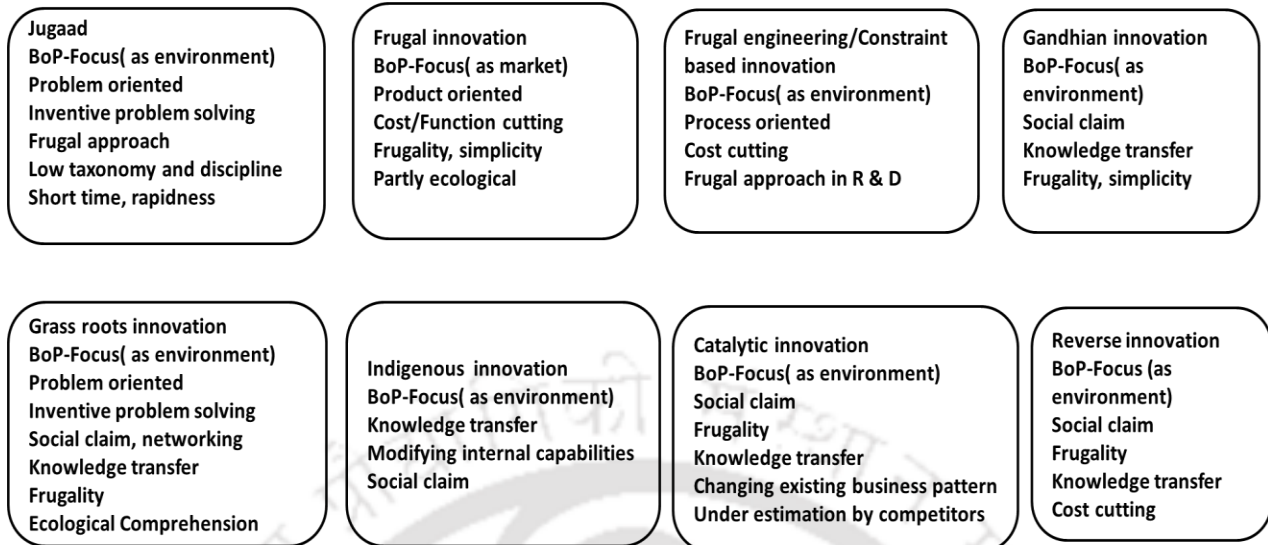 Jugaad
BoP-Focus( as environment)
Problem oriented
Inventive problem solving
Frugal approach
Low taxonomy and discipline
Short time, rapidness
Frugal innovation
BoP-Focus( as market)
Product oriented
Cost/Function cutting
Frugality, simplicity
Partly ecological
Frugal engineering/Constraint
based innovation
BoP-Focus( as environment)
Process oriented
Cost cutting
Frugal approach in R & D
Gandhian innovation
BoP-Focus( as
environment)
Social claim
Knowledge transfer
Frugality, simplicity
Grass roots innovation
BoP-Focus( as environment)
Problem oriented
Inventive problem solving
Social claim, networking
Knowledge transfer
Frugality
Ecological Comprehension
Indigenous innovation
BoP-Focus( as environment)
Knowledge transfer
Modifying internal capabilities
Social claim
Catalytic innovation
BoP-Focus( as environment)
Social claim
Frugality
Knowledge transfer
Changing existing business pattern
Under estimation by competitors
Reverse innovation
BoP-Focus (as
environment)
Social claim
Frugality
Knowledge transfer
Cost cutting